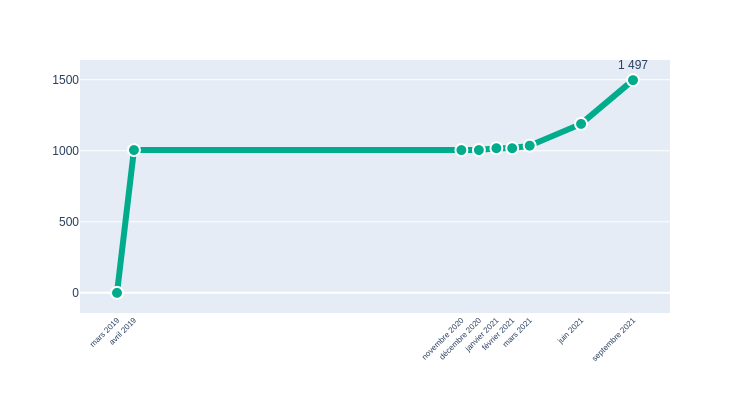 1 497
1500
1000
500
0
mars 2019
avril 2019
novembre 2020
décembre 2020
janvier 2021
février 2021
mars 2021
juin 2021
septembre 2021